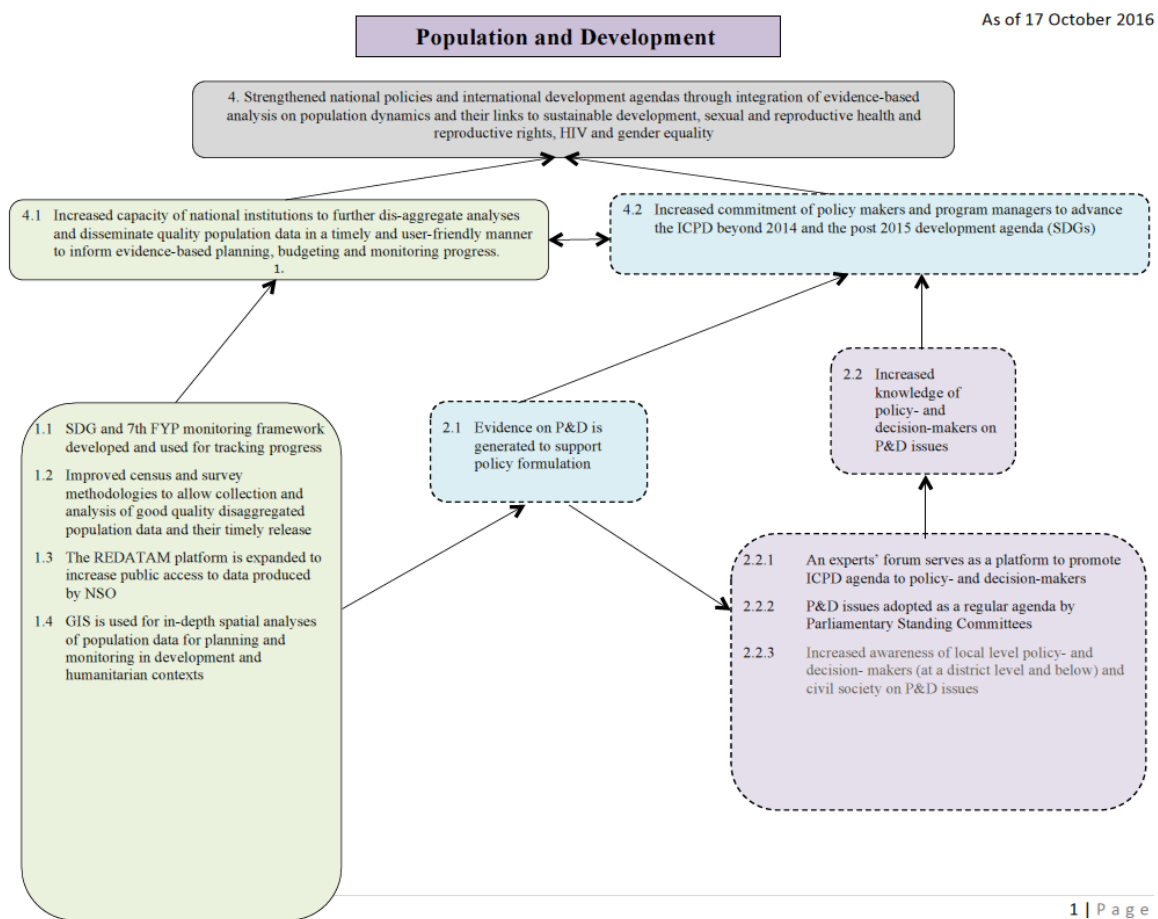 As of 17 October 2016
Population and Development
4. Strengthened national policies and international development agendas through integration of evidence-based
analysis on population dynamics and their links to sustainable development, sexual and reproductive health and
reproductive rights, HIV and gender equality
4.1 Increased capacity of national institutions to further dis-aggregate analyses
and disseminate quality population data in a timely and user-friendly manner
to inform evidence-based planning, budgeting and monitoring progress.
1.
4.2 Increased commitment of policy makers and program managers to advance
the ICPD beyond 2014 and the post 2015 development agenda (SDGs)
2.2 Increased
knowledge of
policy- and
decision-makers on
P&D issues
1.1 SDG and 7th FYP monitoring framework
developed and used for tracking progress
1.2 Improved census and survey
methodologies to allow collection and
analysis of good quality disaggregated
population data and their timely release
1.3 The REDATAM platform is expanded to
increase public access to data produced
by NSO
1.4 GIS is used for in-depth spatial analyses
of population data for planning and
monitoring in development and
humanitarian contexts
2.1 Evidence on P&D is
generated to support
policy formulation
2.2.1 An experts' forum serves as a platform to promote
ICPD agenda to policy- and decision-makers
2.2.2 P&D issues adopted as a regular agenda by
Parliamentary Standing Committees
2.2.3 Increased awareness of local level policy- and
decision- makers (at a district level and below) and
civil society on P&D issues
1 | Page